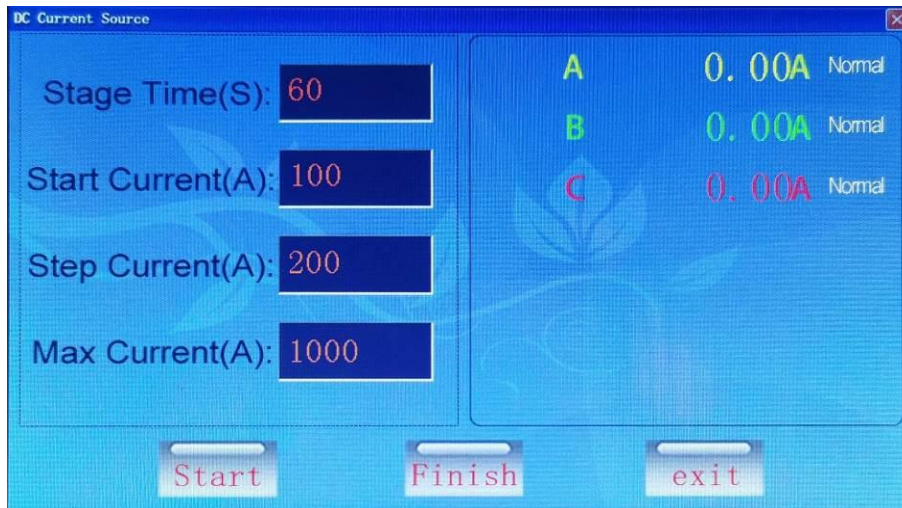 DC Current Source
Stage Time(S): 60
Start Current(A): 100
Step Current(A): 200
Max Current(A): 1000
A 0.00A Normal
B 0.00A Normal
C 0.00A Normal
Start Finish exit